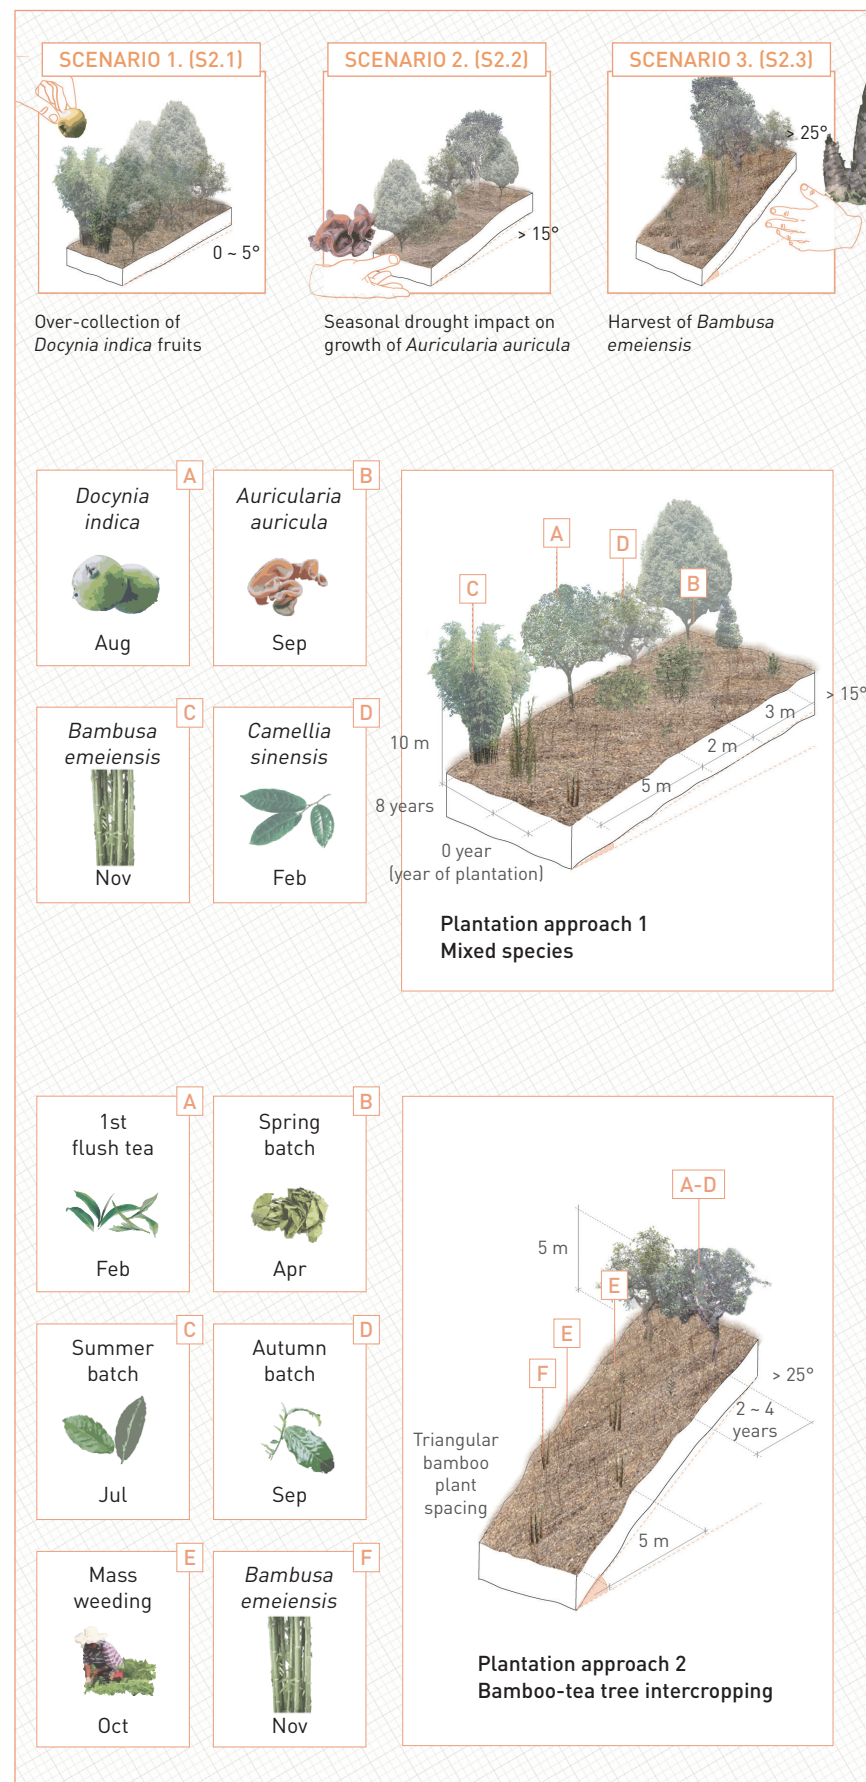 SCENARIO 1. (S2.1)
0 ~ 5°
Over-collection of
Docynia indica fruits
SCENARIO 2. (S2.2)
> 15°
Seasonal drought impact on
growth of Auricularia auricula
SCENARIO 3. (S2.3)
> 25°
Harvest of Bambusa
emeiensis
A
Docynia
indica
Aug
B
Auricularia
auricula
Sep
C
Bambusa
emeiensis
Nov
D
Camellia
sinensis
Feb
A
D
C
B
> 15°
3 m
2 m
5 m
10 m
8 years
0 year
(year of plantation)
Plantation approach 1
Mixed species
A
1st
flush tea
Feb
B
Spring
batch
Apr
C
Summer
batch
Jul
D
Autumn
batch
Sep
E
Mass
weeding
Oct
F
Bambusa
emeiensis
Nov
A-D
5 m
E
E
F
> 25°
2 ~ 4
years
Triangular
bamboo
plant
spacing
5 m
Plantation approach 2
Bamboo-tea tree intercropping